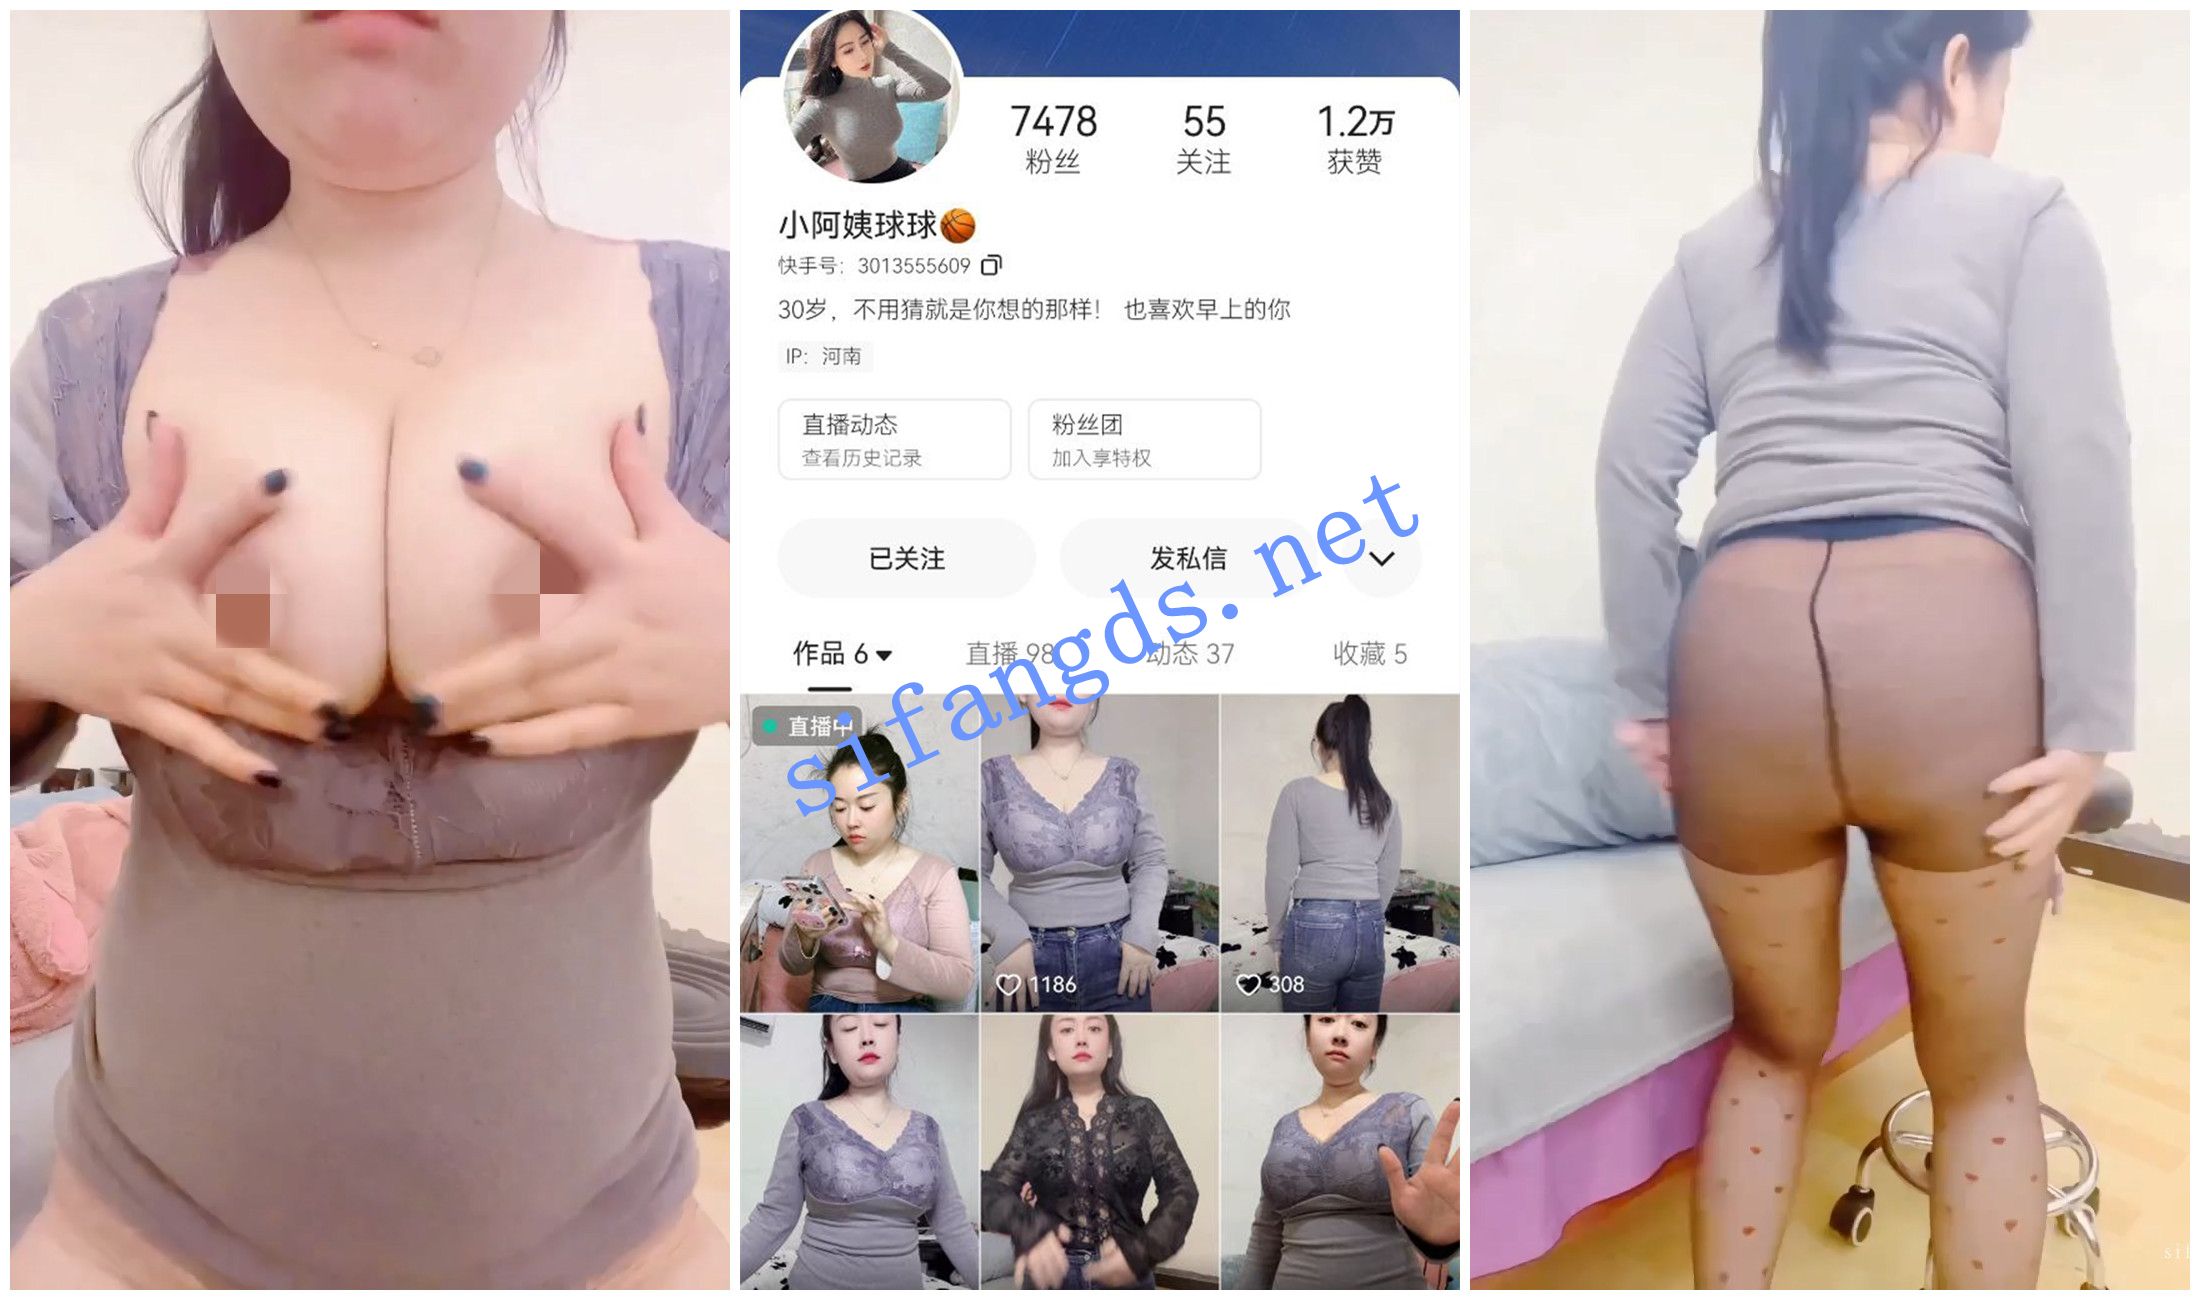 7478
粉丝
55
关注
1.2万
获赞
小阿姨球球🏀
快手号：3013555609
30岁，不用猜就是你想的那样！ 也喜欢早上的你
IP：河南
直播动态
查看历史记录
粉丝团
加入享特权
已关注
发私信
作品 6
直播 98
动态 37
收藏 5
直播中
sifangds.net
1186
308
sif